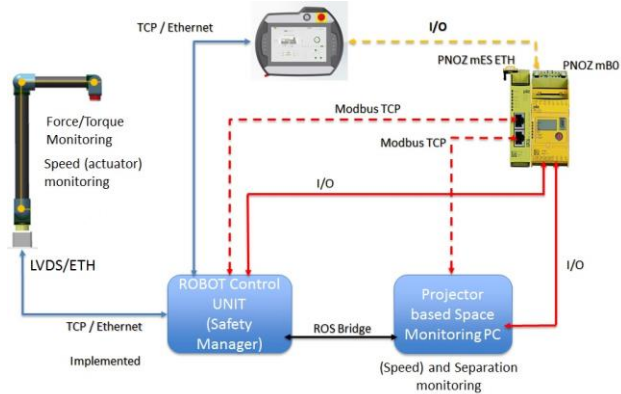 TCP / Ethernet
I/O
PNOZ mES ETH
PNOZ mB0
Force/Torque
Monitoring
Speed (actuator)
monitoring
Modbus TCP
Modbus TCP
I/O
I/O
LVDS/ETH
TCP / Ethernet
Implemented
ROBOT Control
UNIT
(Safety
Manager)
ROS Bridge
Projector
based Space
Monitoring PC
(Speed) and Separation
monitoring